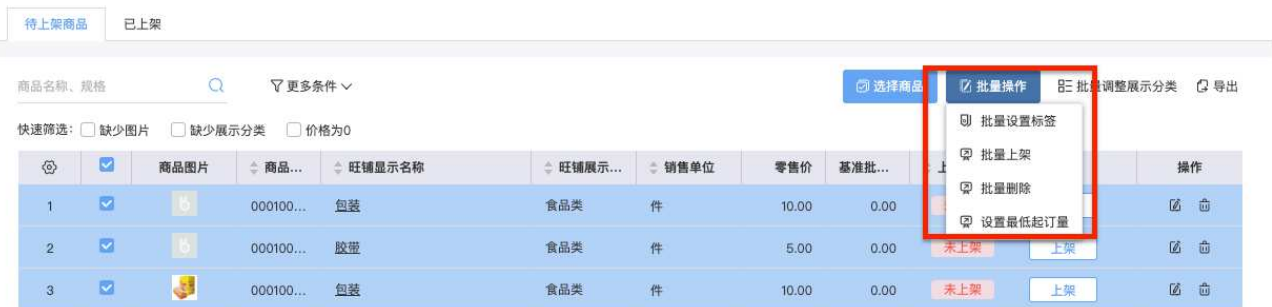 待上架商品 已上架
商品名称、规格 更多条件 选择商品 批量操作 批量调整展示分类 导出
快速筛选: 缺少图片 缺少展示分类 价格为0
批量设置标签
批量上架
批量删除
设置最低起订量
商品图片 商品... 旺铺显示名称 旺铺展示... 销售单位 零售价 基准批... 上 操作
1 000100... 包装 食品类 件 10.00 0.00
2 000100... 胶带 食品类 件 5.00 0.00 未上架 上架
3 000100... 包装 食品类 件 10.00 0.00 未上架 上架